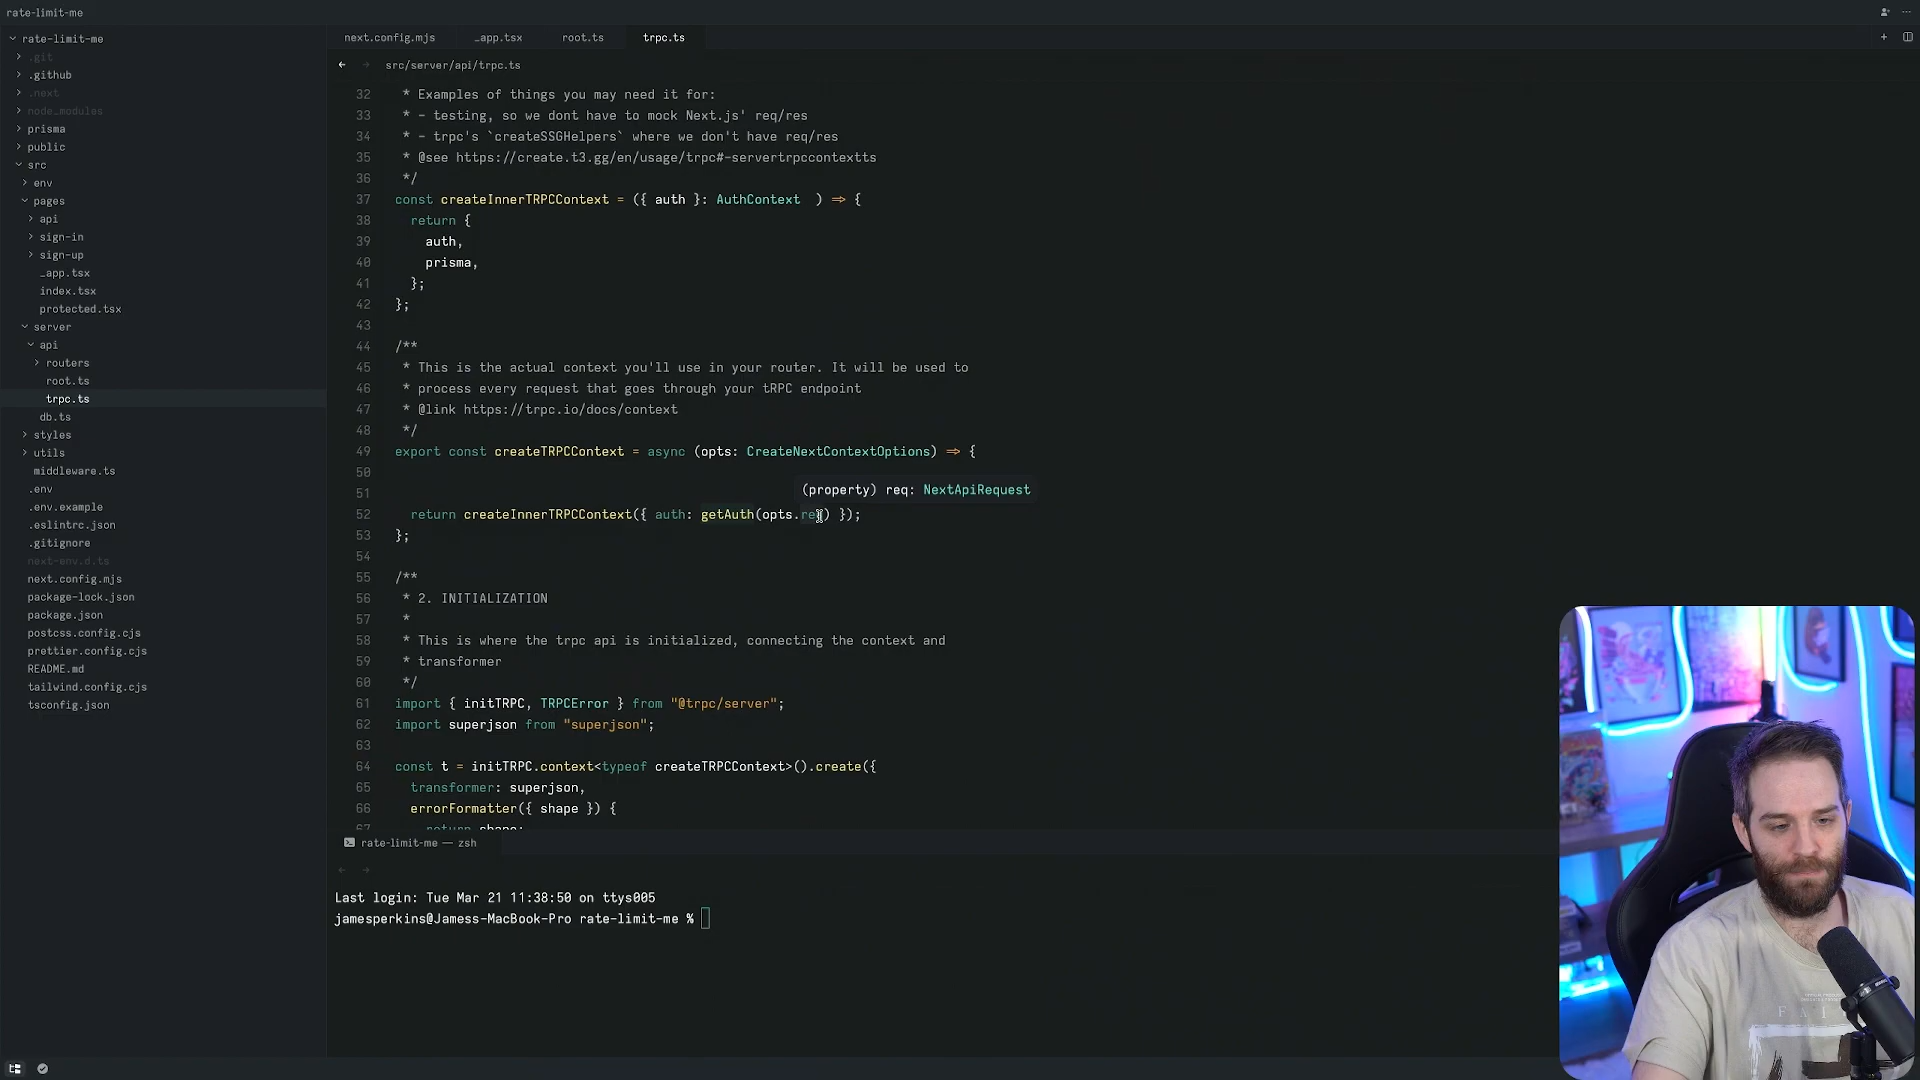 rate-limit-me
rate-limit-me
.git
.github
.next
node_modules
prisma
public
src
env
pages
api
sign-in
sign-up
_app.tsx
index.tsx
protected.tsx
server
api
routers
root.ts
trpc.ts
db.ts
styles
utils
middleware.ts
.env
.env.example
.eslintrc.json
.gitignore
next-env.d.ts
next.config.mjs
package-lock.json
package.json
postcss.config.cjs
prettier.config.cjs
README.md
tailwind.config.cjs
tsconfig.json
next.config.mjs _app.tsx root.ts trpc.ts
src/server/api/trpc.ts
32 * Examples of things you may need it for:
33 * - testing, so we dont have to mock Next.js' req/res
34 * - trpc's `createSSGHelpers` where we don't have req/res
35 * @see https://create.t3.gg/en/usage/trpc#-servertrpccontextts
36 */
37 const createInnerTRPCContext = ({ auth }: AuthContext ) => {
38 return {
39 auth,
40 prisma,
41 };
42 };
43
44 /**
45 * This is the actual context you'll use in your router. It will be used to
46 * process every request that goes through your tRPC endpoint
47 * @link https://trpc.io/docs/context
48 */
49 export const createTRPCContext = async (opts: CreateNextContextOptions) => {
50
51
(property) req: NextApiRequest
52 return createInnerTRPCContext({ auth: getAuth(opts.req) });
53 };
54
55 /**
56 * 2. INITIALIZATION
57 *
58 * This is where the trpc api is initialized, connecting the context and
59 * transformer
60 */
61 import { initTRPC, TRPCError } from "@trpc/server";
62 import superjson from "superjson";
63
64 const t = initTRPC.context<typeof createTRPCContext>().create({
65 transformer: superjson,
66 errorFormatter({ shape }) {
67 return shape;
rate-limit-me — zsh
Last login: Tue Mar 21 11:38:50 on ttys005
jamesperkins@Jamess-MacBook-Pro rate-limit-me %